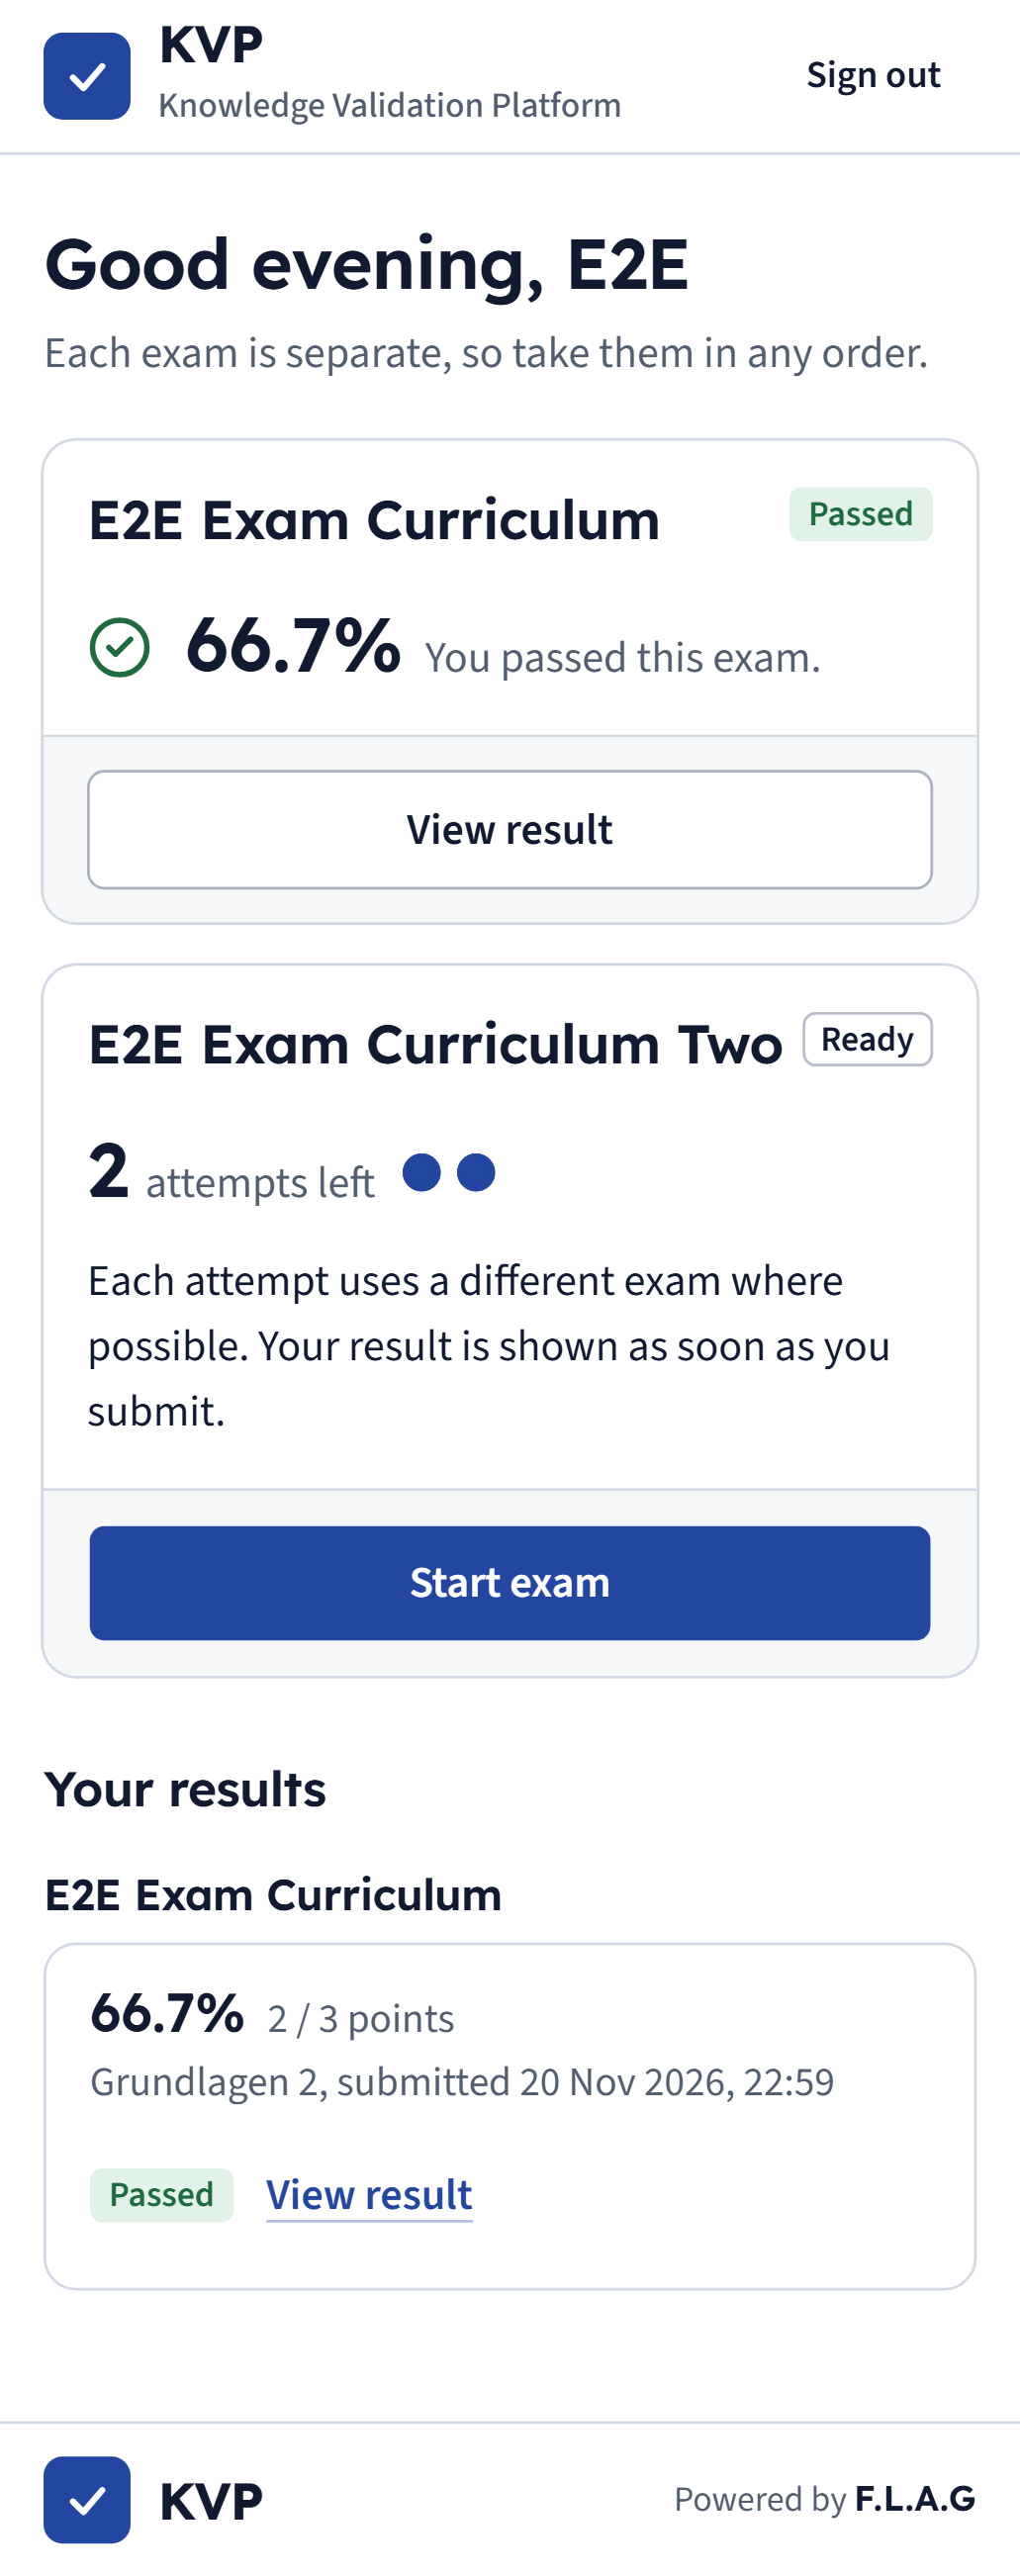 KVP
Knowledge Validation Platform
Sign out
Good evening, E2E
Each exam is separate, so take them in any order.
E2E Exam Curriculum
Passed
66.7% You passed this exam.
View result
E2E Exam Curriculum Two
Ready
2 attempts left
Each attempt uses a different exam where
possible. Your result is shown as soon as you
submit.
Start exam
Your results
E2E Exam Curriculum
66.7% 2 / 3 points
Grundlagen 2, submitted 20 Nov 2026, 22:59
Passed
View result
KVP
Powered by F.L.A.G